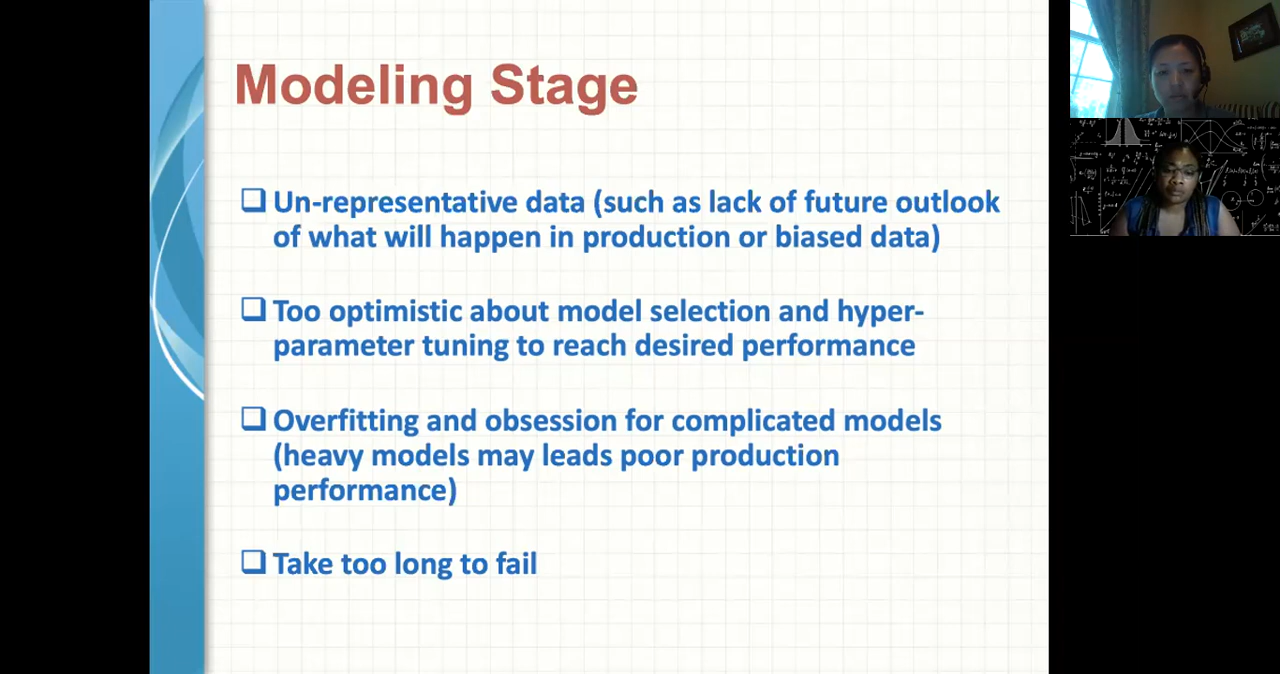 Modeling Stage
Un-representative data (such as lack of future outlook
of what will happen in production or biased data)
Too optimistic about model selection and hyper-
parameter tuning to reach desired performance
Overfitting and obsession for complicated models
(heavy models may leads poor production
performance)
Take too long to fail